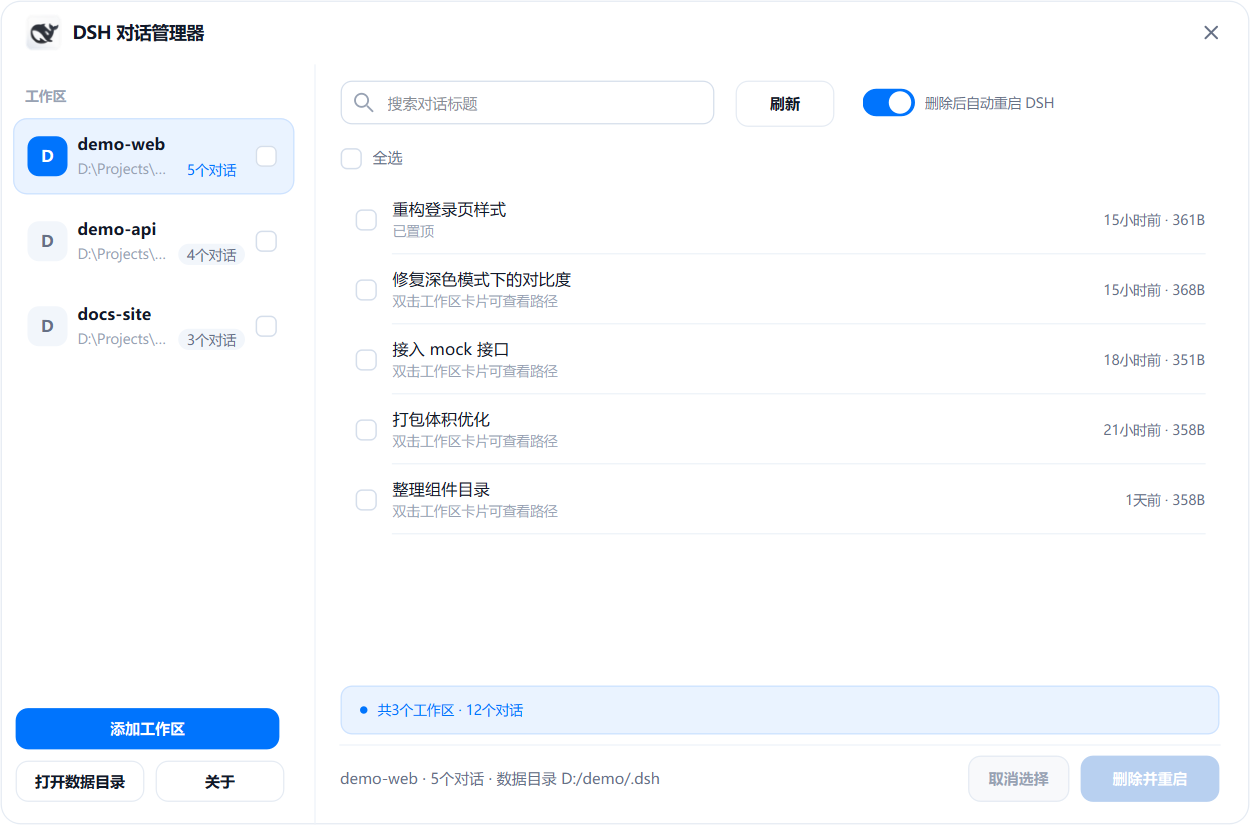 DSH 对话管理器
工作区
D
demo-web
D:\Projects\...
5个对话
D
demo-api
D:\Projects\...
4个对话
D
docs-site
D:\Projects\...
3个对话
添加工作区
打开数据目录
关于
搜索对话标题
刷新
删除后自动重启 DSH
全选
重构登录页样式
已置顶
15小时前 · 361B
修复深色模式下的对比度
双击工作区卡片可查看路径
15小时前 · 368B
接入 mock 接口
双击工作区卡片可查看路径
18小时前 · 351B
打包体积优化
双击工作区卡片可查看路径
21小时前 · 358B
整理组件目录
双击工作区卡片可查看路径
1天前 · 358B
共3个工作区 · 12个对话
demo-web · 5个对话 · 数据目录 D:/demo/.dsh
取消选择
删除并重启